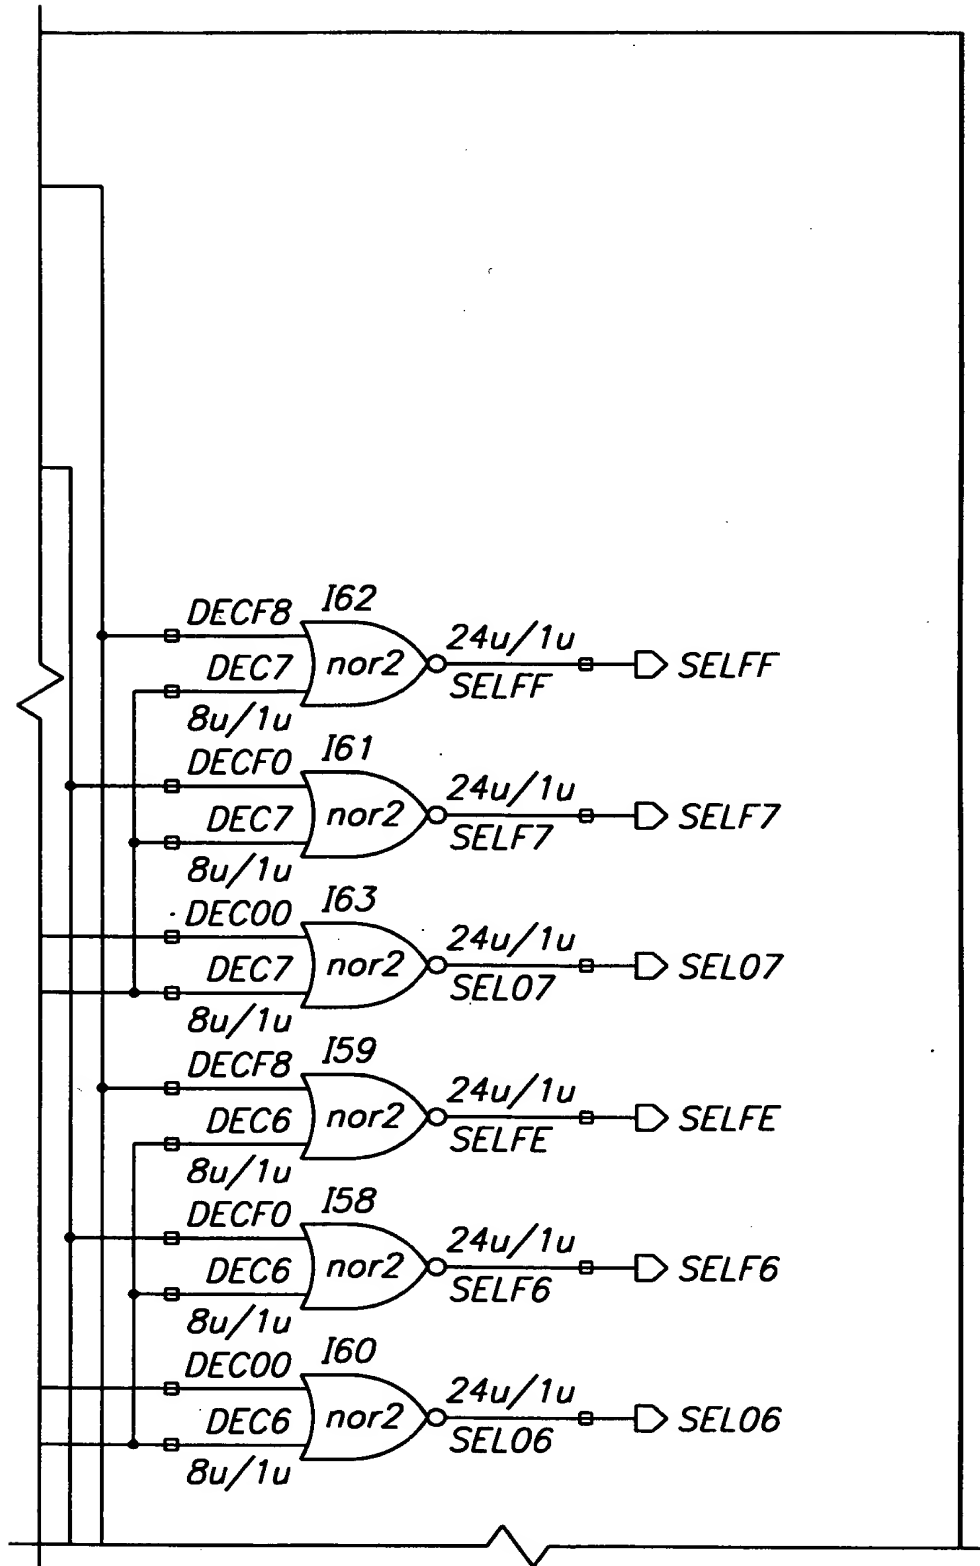 I62
DECF8
nor2
24u/1u
DEC7
SELFF
SELFF
8u/1u
I61
DECF0
nor2
24u/1u
DEC7
SELF7
SELF7
8u/1u
I63
DEC00
nor2
24u/1u
DEC7
SEL07
SEL07
8u/1u
I59
DECF8
nor2
24u/1u
DEC6
SELFE
SELFE
8u/1u
I58
DECF0
nor2
24u/1u
DEC6
SELF6
SELF6
8u/1u
I60
DEC00
nor2
24u/1u
DEC6
SEL06
SEL06
8u/1u